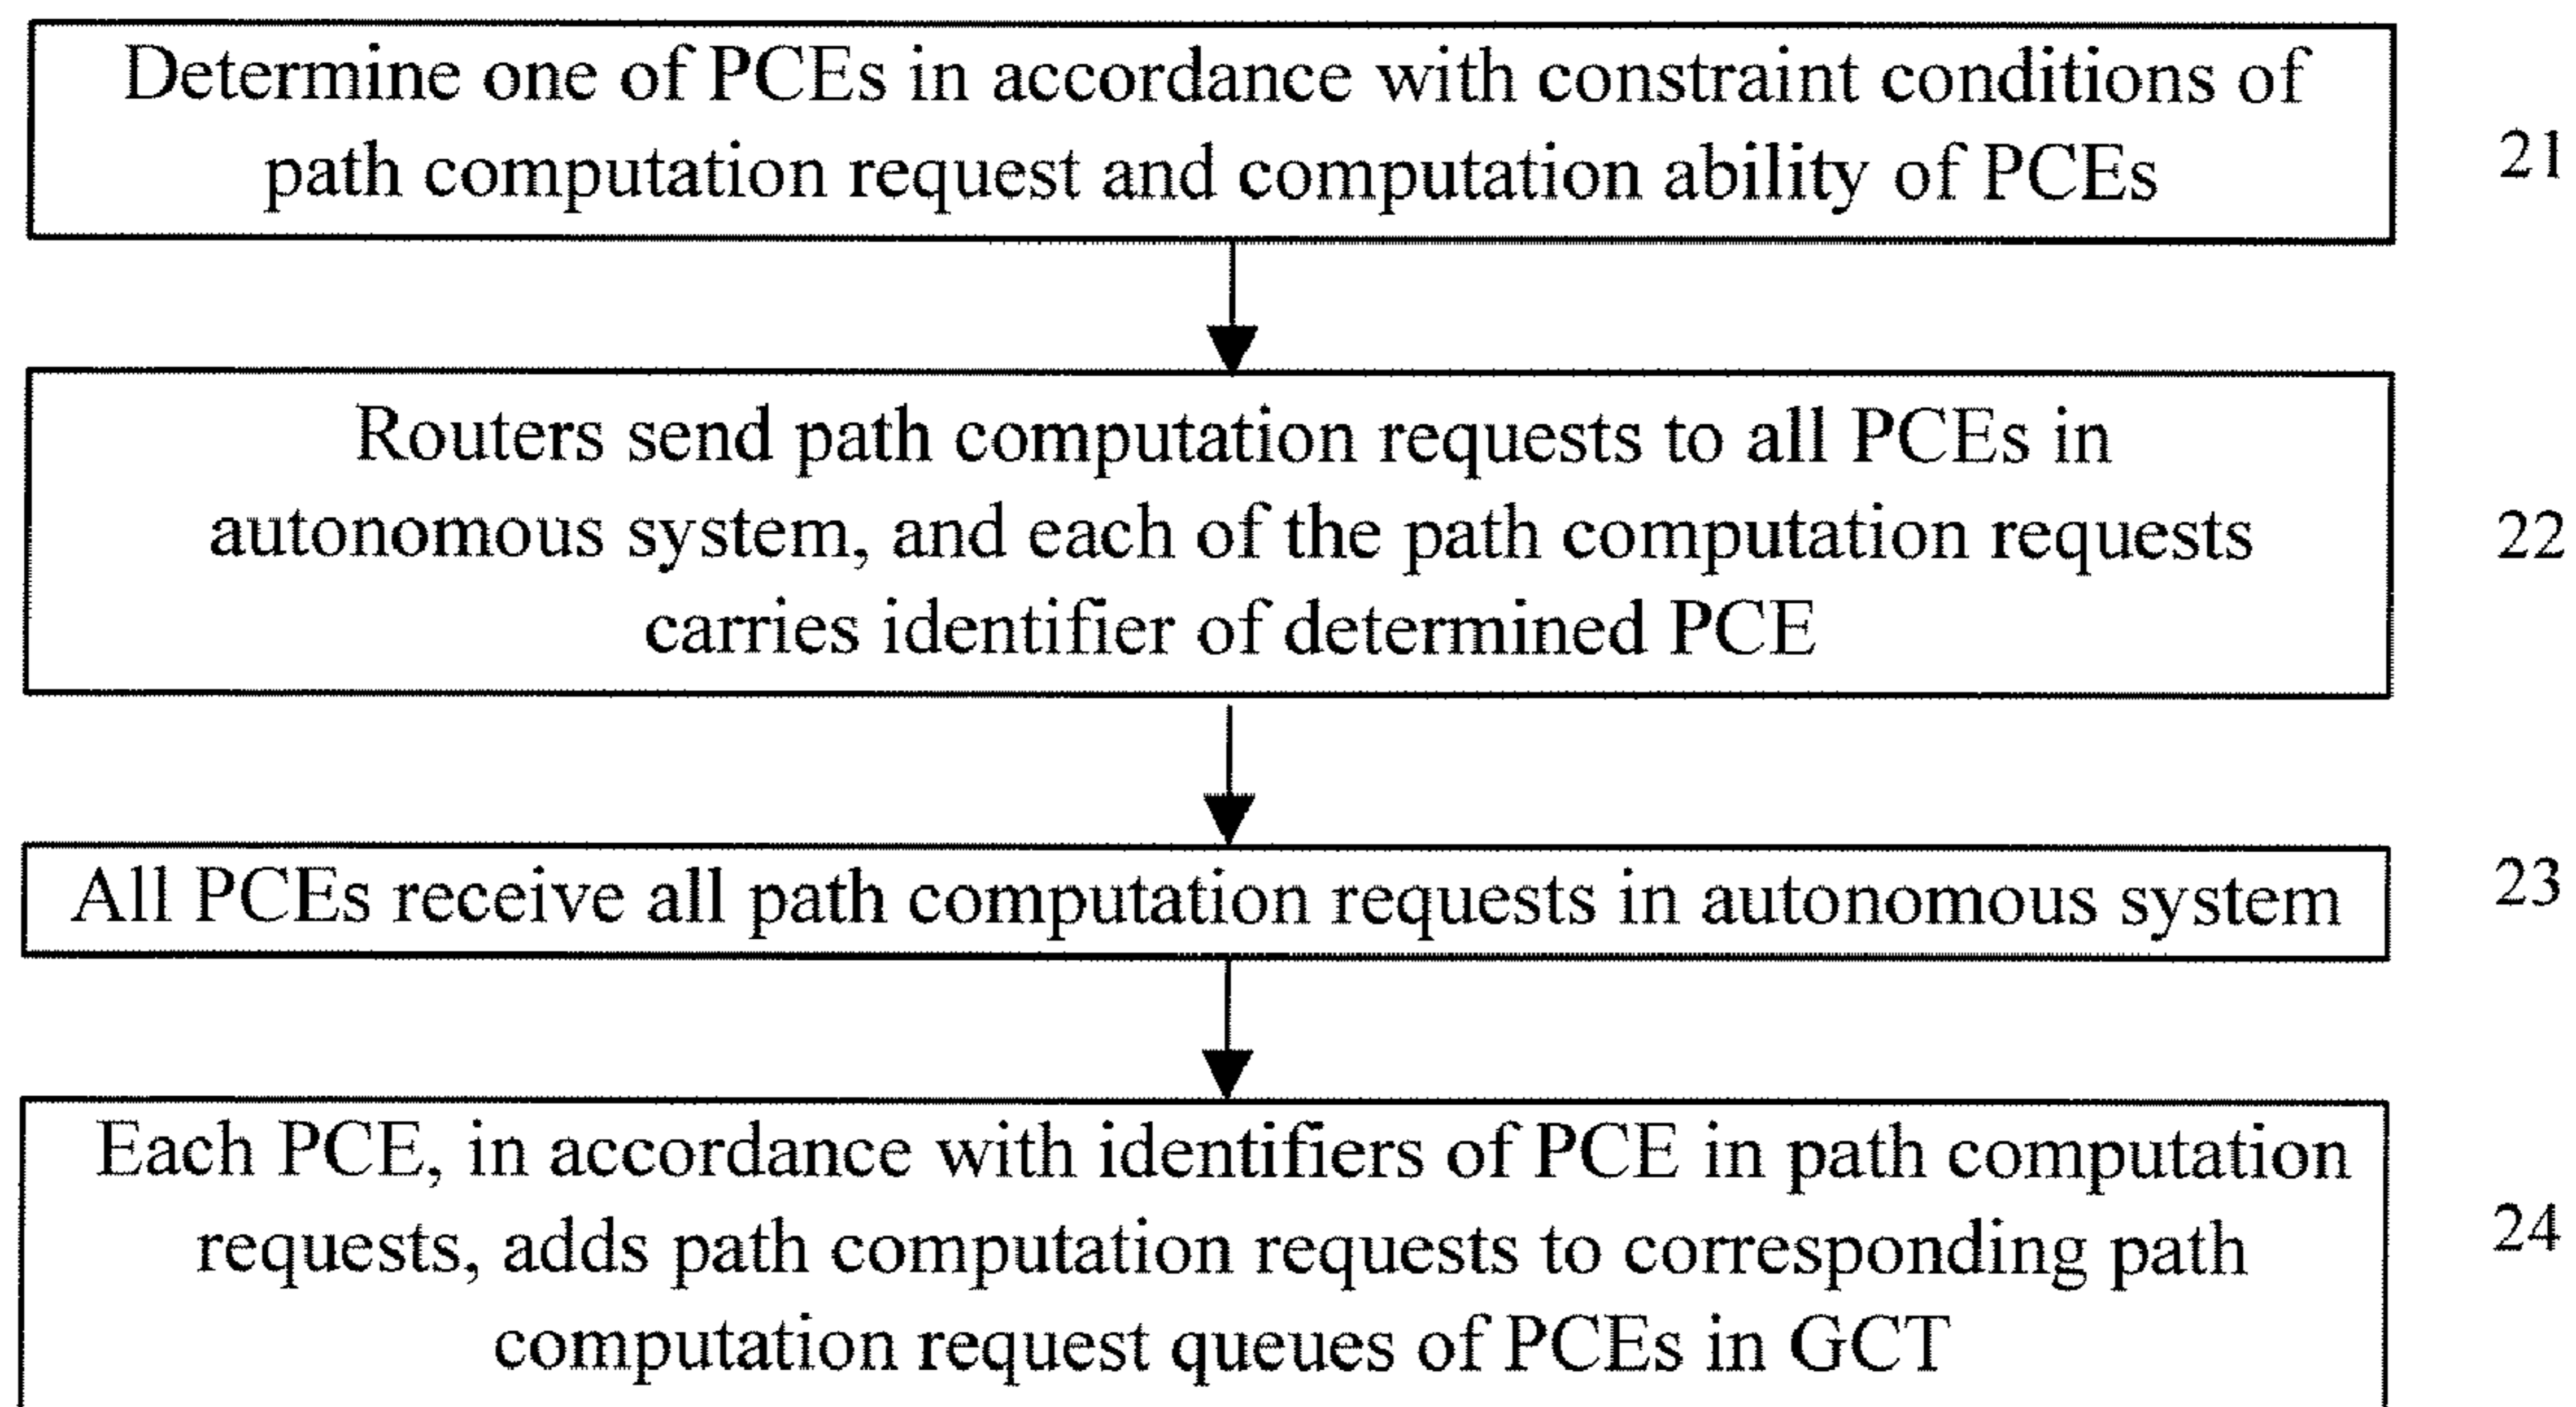 Determine one of PCEs in accordance with constraint conditions of
path computation request and computation ability of PCEs
21
Routers send path computation requests to all PCEs in
autonomous system, and each of the path computation requests
carries identifier of determined PCE
22
All PCEs receive all path computation requests in autonomous system
23
Each PCE, in accordance with identifiers of PCE in path computation
requests, adds path computation requests to corresponding path
computation request queues of PCEs in GCT
24